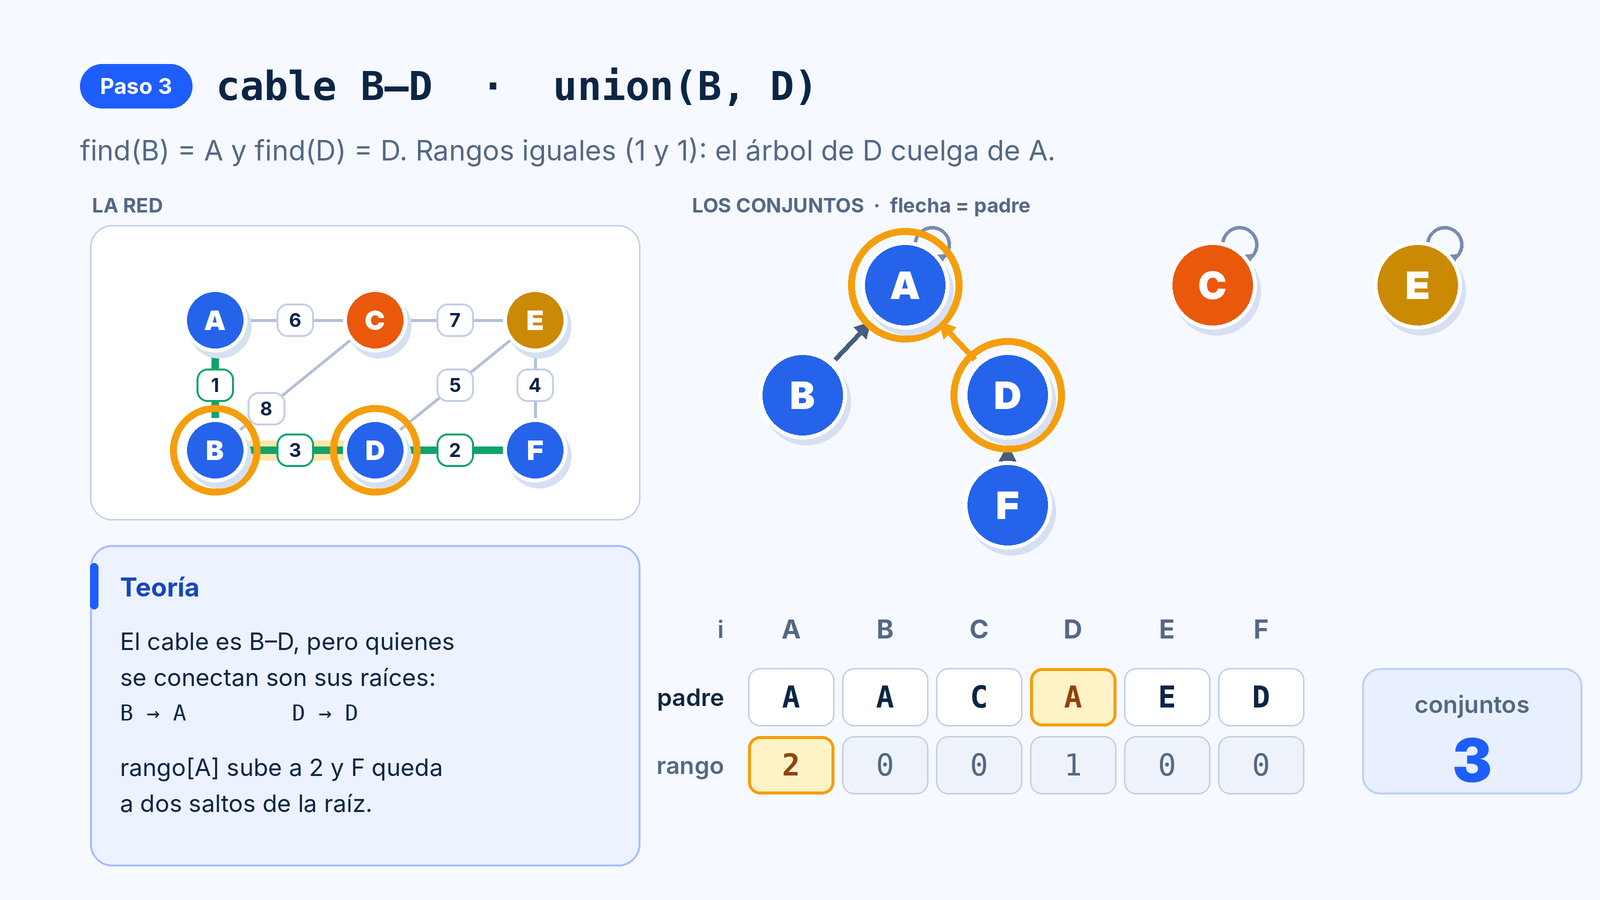 Paso 3
cable B–D · union(B, D)
find(B) = A y find(D) = D. Rangos iguales (1 y 1): el árbol de D cuelga de A.
LA RED
A 6 C 7 E
1 5 4
8
B 3 D 2 F
Teoría
El cable es B–D, pero quienes
se conectan son sus raíces:
B → A D → D
rango[A] sube a 2 y F queda
a dos saltos de la raíz.
LOS CONJUNTOS · flecha = padre
A C E
B D
F
i A B C D E F
padre A A C A E D
rango 2 0 0 1 0 0
conjuntos
3